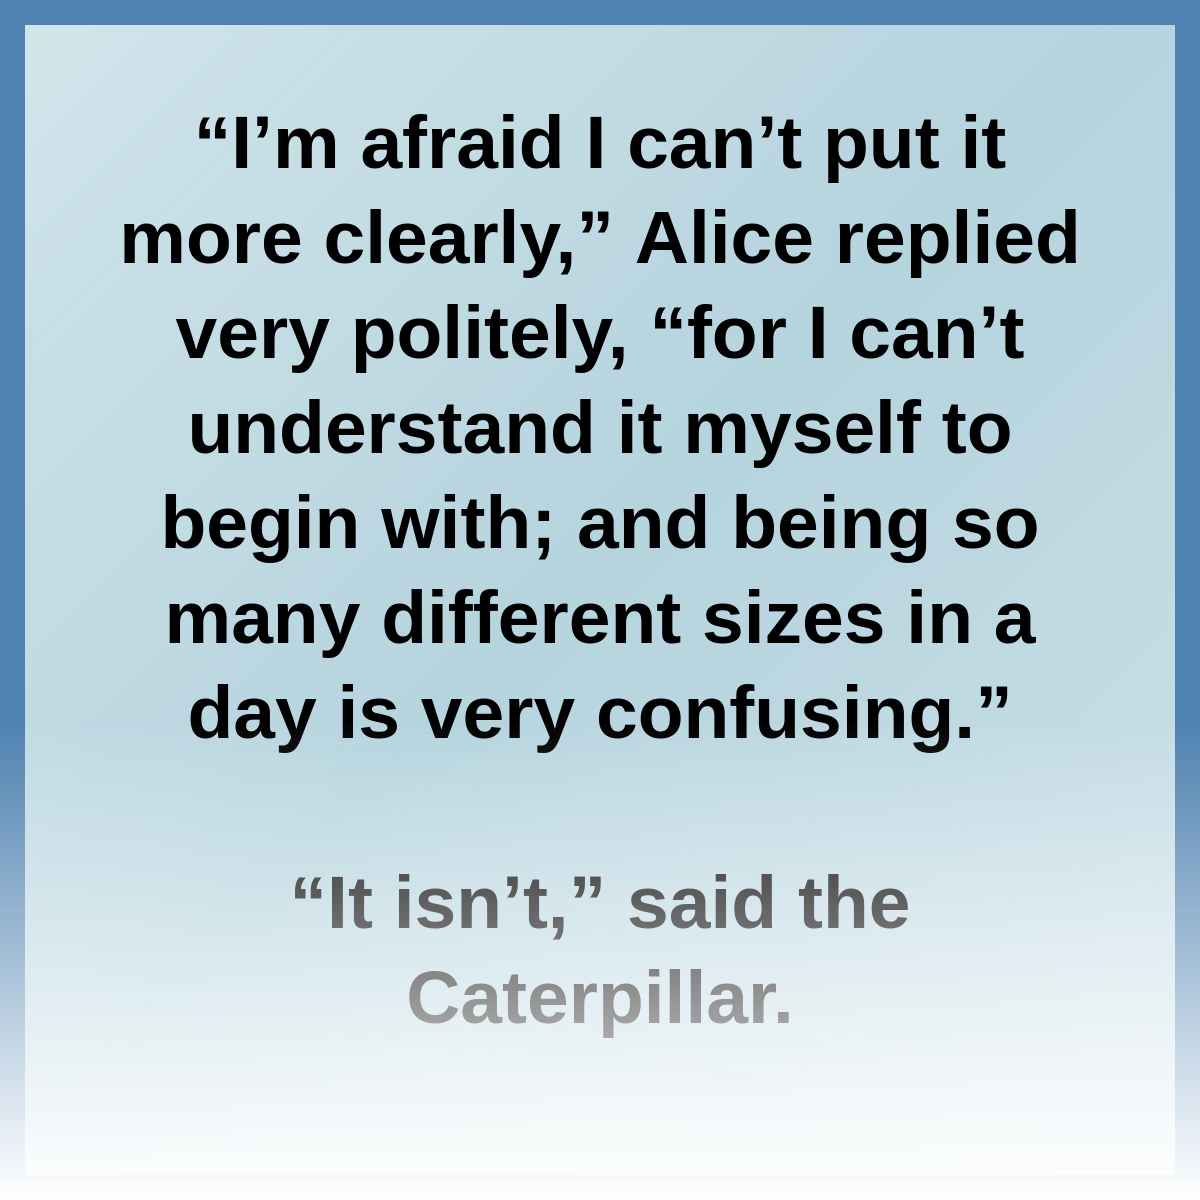 “I’m afraid I can’t put it
more clearly,” Alice replied
very politely, “for I can’t
understand it myself to
begin with; and being so
many different sizes in a
day is very confusing.”
“It isn’t,” said the
Caterpillar.